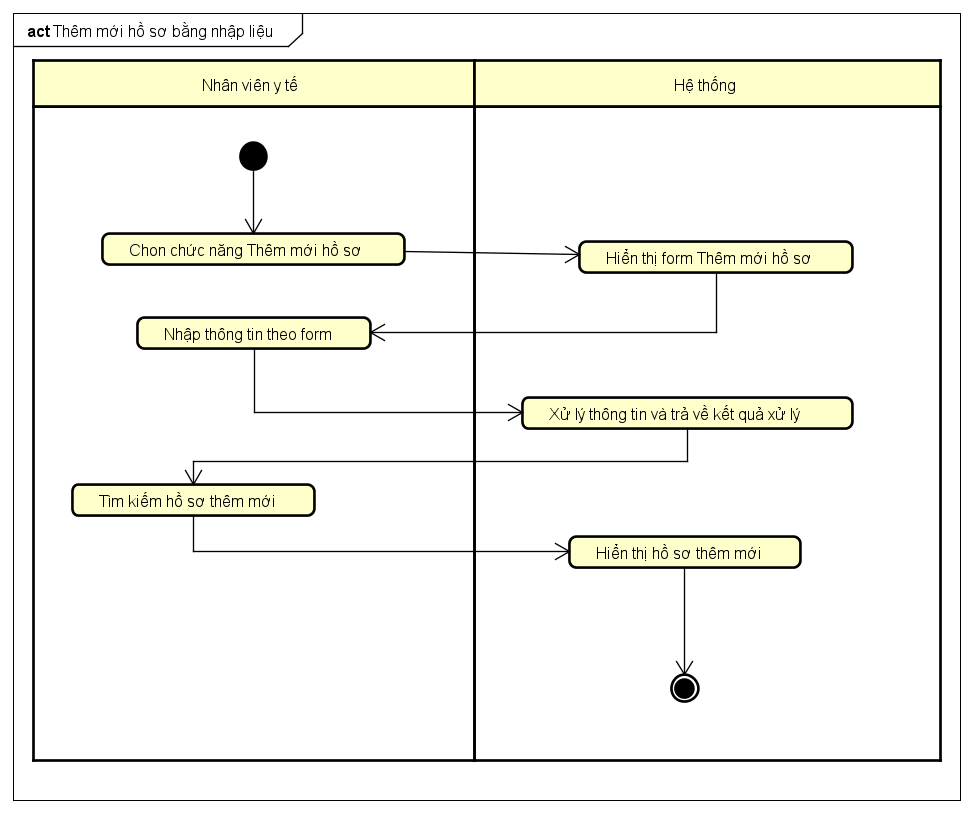 act Thêm mới hồ sơ bằng nhập liệu
Nhân viên y tế
Hệ thống
Chon chức năng Thêm mới hồ sơ
Hiển thị form Thêm mới hồ sơ
Nhập thông tin theo form
Xử lý thông tin và trả về kết quả xử lý
Tìm kiếm hồ sơ thêm mới
Hiển thị hồ sơ thêm mới